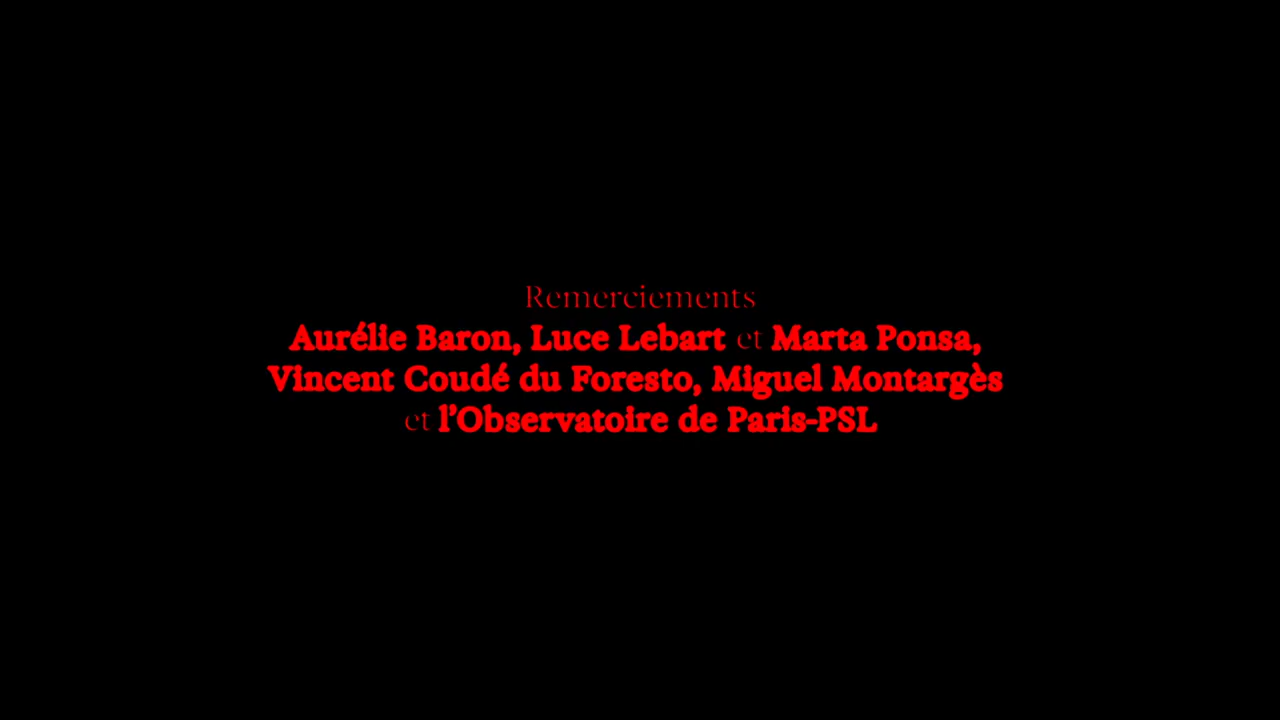 Remerciements
Aurélie Baron, Luce Lebart et Marta Ponsa,
Vincent Coudé du Foresto, Miguel Montargès
et l’Observatoire de Paris-PSL